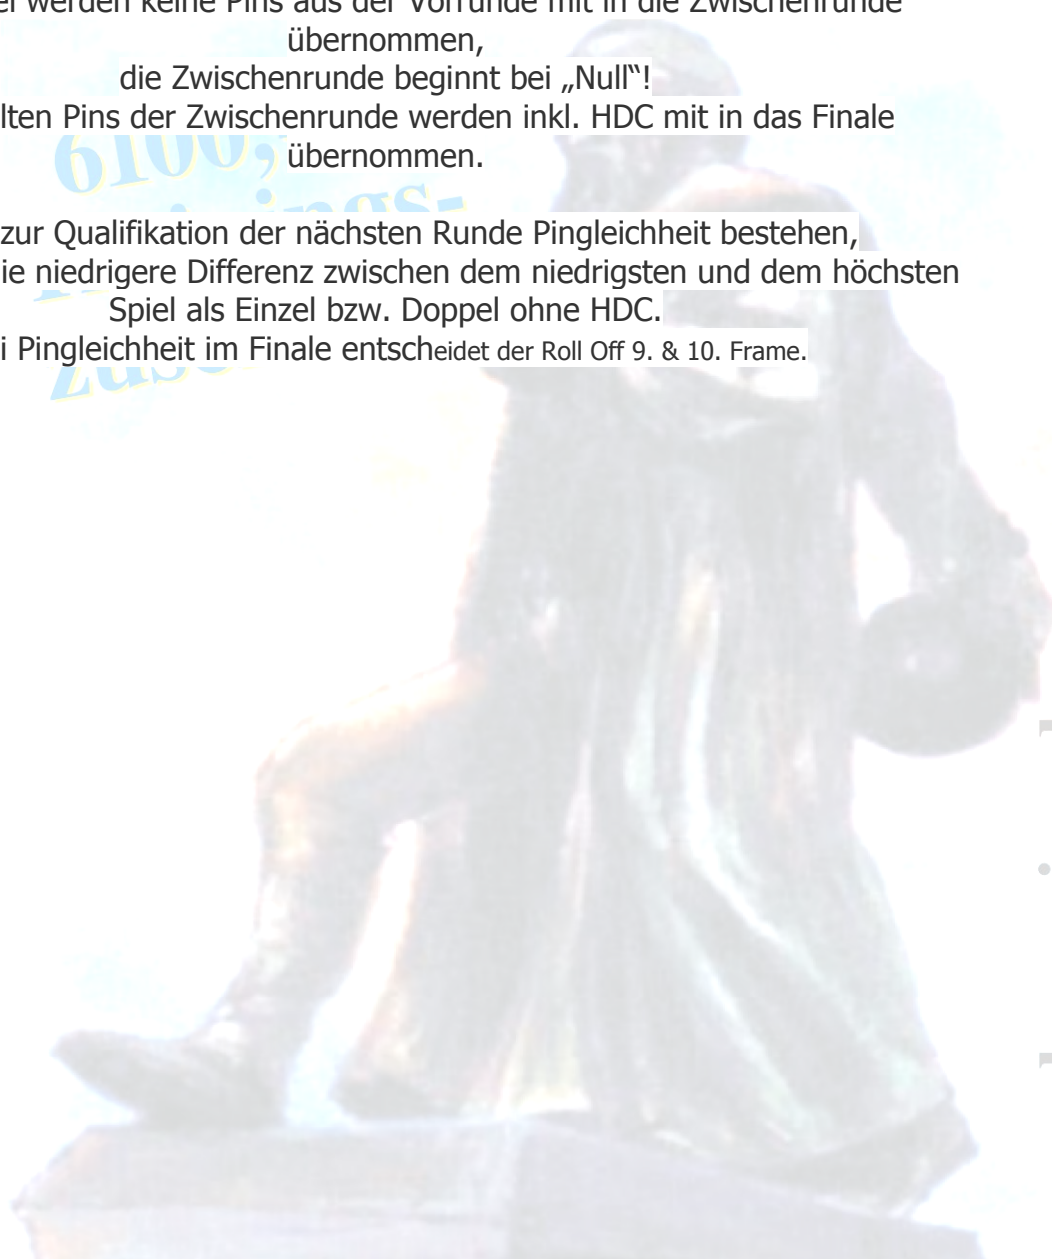 werden keine Pins aus der Vorrunde mit in die Zwischenrunde
übernommen,
die Zwischenrunde beginnt bei „Null“!
lten Pins der Zwischenrunde werden inkl. HDC mit in das Finale
übernommen.
6100,
zur Qualifikation der nächsten Runde Pingleichheit bestehen,
ie niedrigere Differenz zwischen dem niedrigsten und dem höchsten
Spiel als Einzel bzw. Doppel ohne HDC.
i Pingleichheit im Finale entscheidet der Roll Off 9. & 10. Frame.